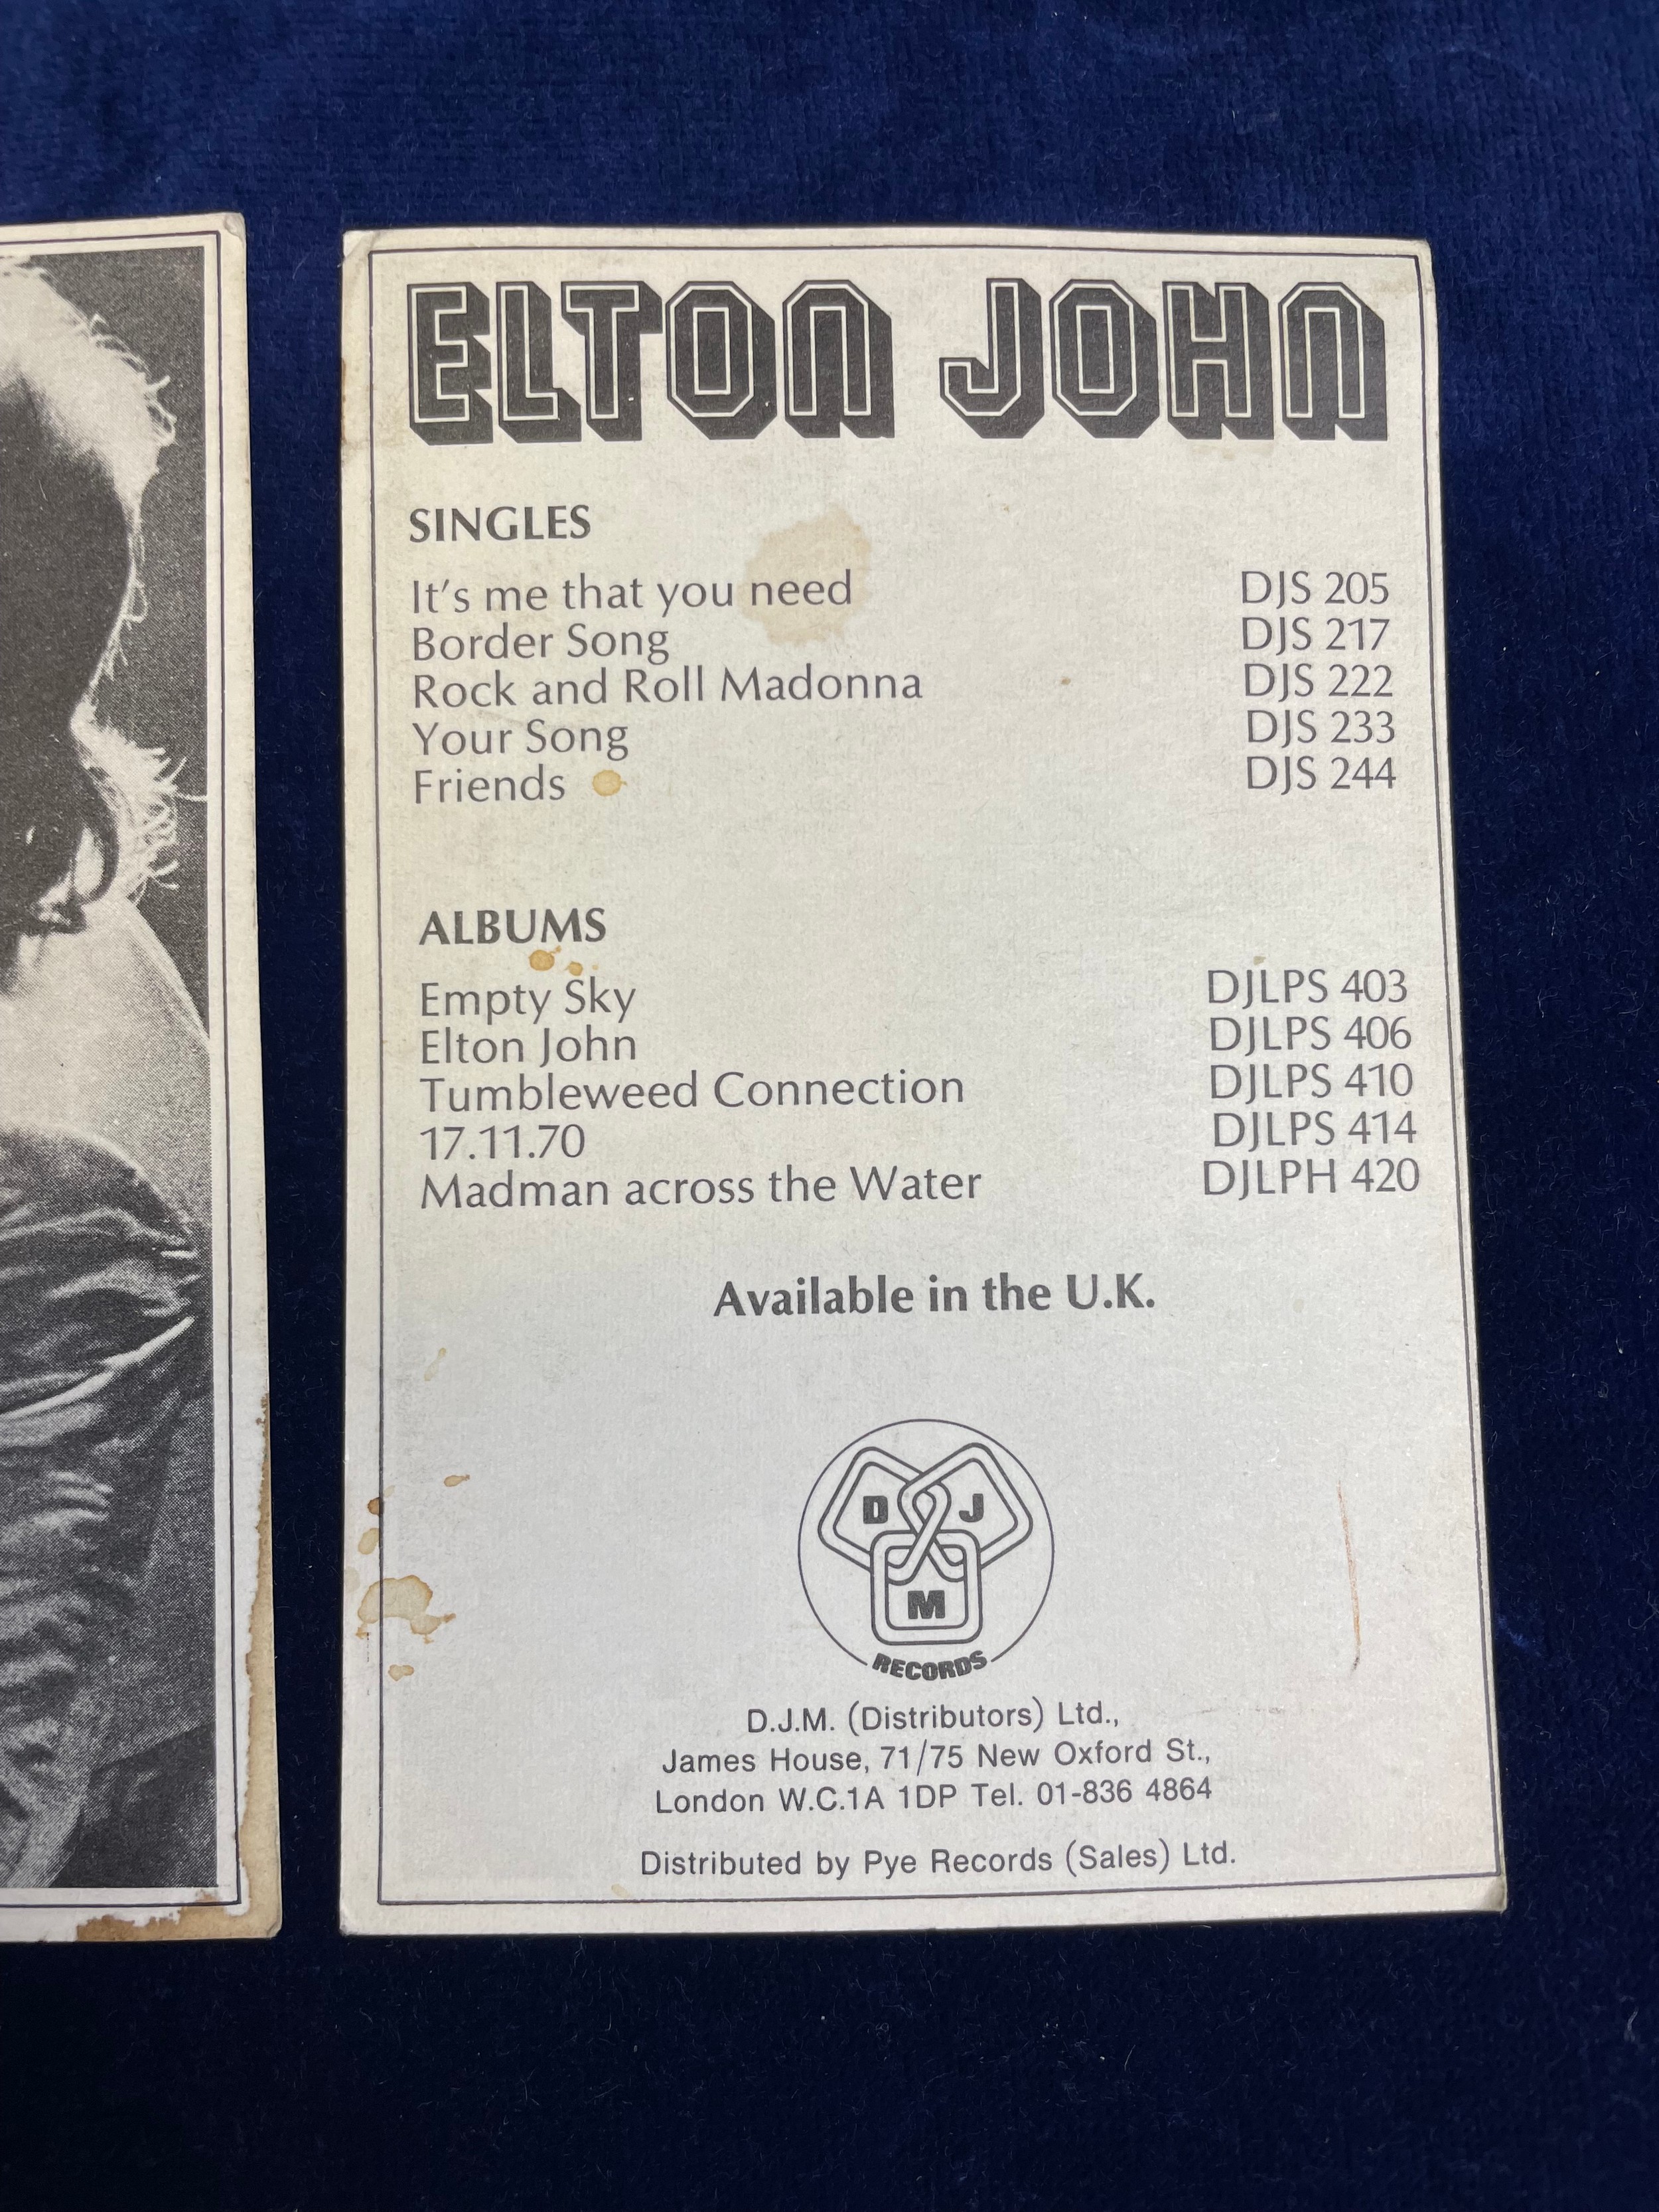 ELTON JOHN
SINGLES
It's me that you need DJS 205
Border Song DJS 217
Rock and Roll Madonna DJS 222
Your Song DJS 233
Friends DJS 244
ALBUMS
Empty Sky DJLPS 403
Elton John DJLPS 406
Tumbleweed Connection DJLPS 410
17.11.70 DJLPS 414
Madman across the Water DJLPH 420
Available in the U.K.
D J
M
RECORDS
D.J.M. (Distributors) Ltd.,
James House, 71/75 New Oxford St.,
London W.C.1A 1DP Tel. 01-836 4864
Distributed by Pye Records (Sales) Ltd.